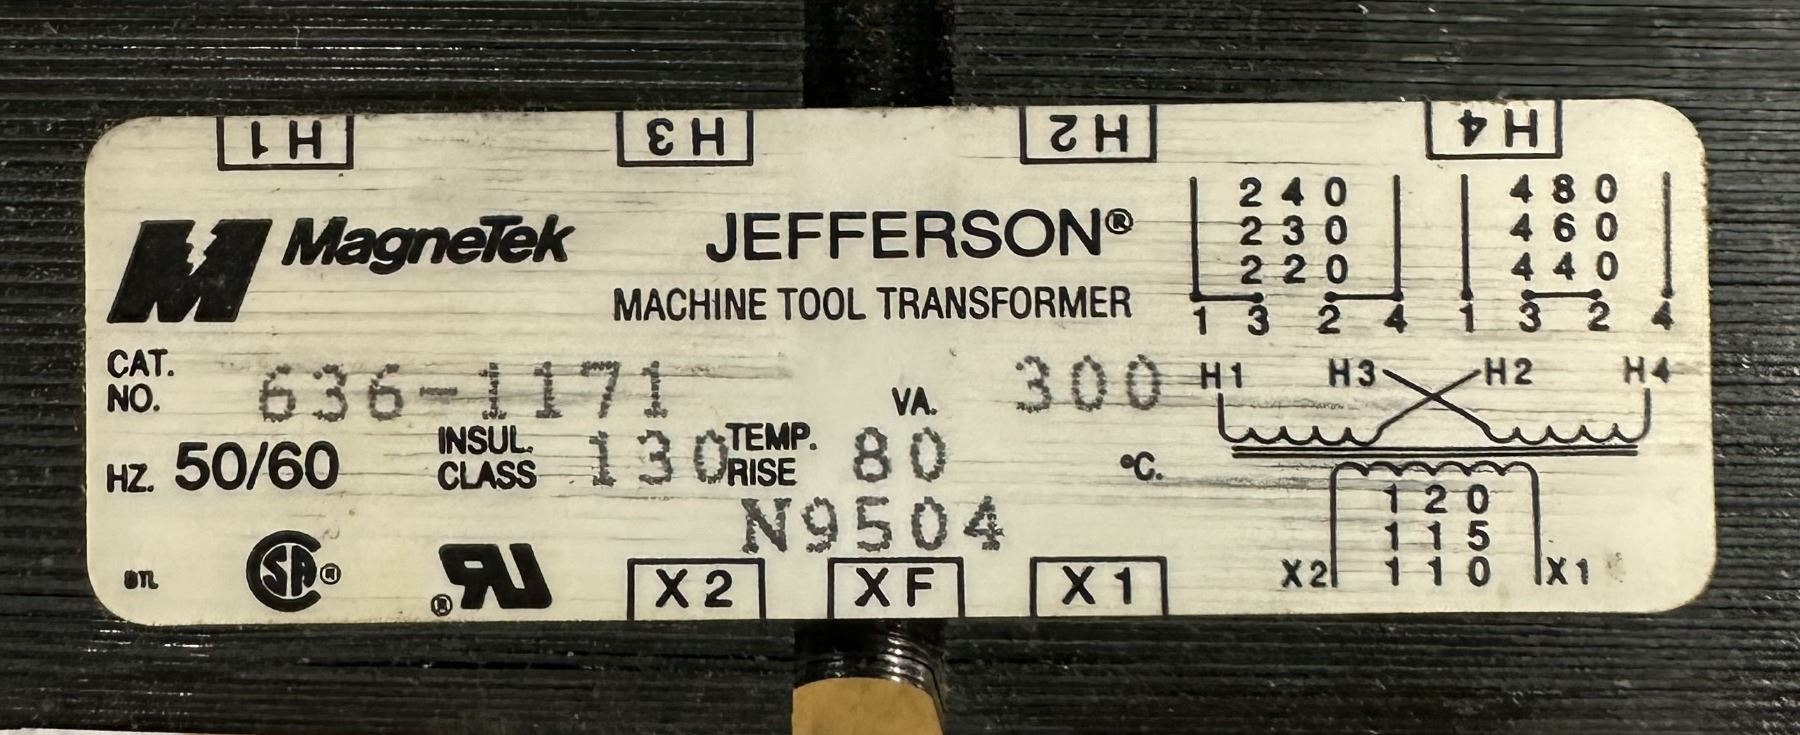 H1 H3 H2 H4
MagneTek JEFFERSON®
MACHINE TOOL TRANSFORMER
240 480
230 460
220 440
1 3 2 4 1 3 2 4
CAT. NO. 636-1171 VA. 300
H1 H3 H2 H4
HZ. 50/60 INSUL. CLASS 130 TEMP. RISE 80 °C.
N9504
120
115
X2 110 X1
SA®
RU®
X2 XF X1